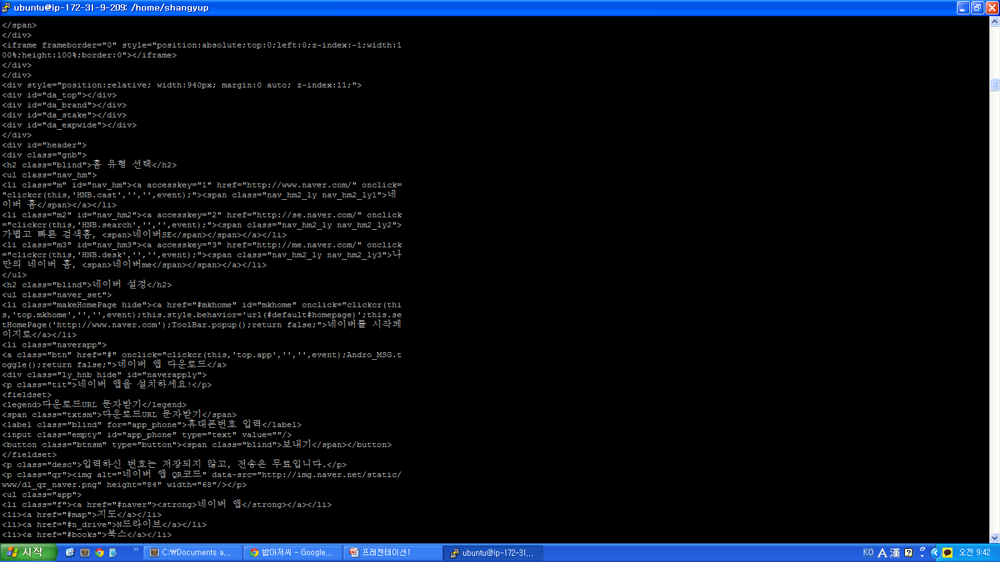 ubuntu@ip-172-31-9-209: /home/shangyup
</span>
</div>
<iframe frameborder="0" style="position:absolute;top:0;left:0;z-index:-1;width:1
00%;height:100%;border:0"></iframe>
</div>
</div>
<div style="position:relative; width:940px; margin:0 auto; z-index:11;">
<div id="da_top"></div>
<div id="da_brand"></div>
<div id="da_stake"></div>
<div id="da_expwide"></div>
</div>
<div id="header">
<div class="gnb">
<h2 class="blind">홈 유형 선택</h2>
<ul class="nav_hm">
<li class="m" id="nav_hm"><a accesskey="1" href="http://www.naver.com/" onclick=
"clickcr(this,'HNB.cast','','',event);"><span class="nav_hm2_ly nav_hm2_ly1">네
이버 홈</span></a></li>
<li class="m2" id="nav_hm2"><a accesskey="2" href="http://se.naver.com/" onclick
="clickcr(this,'HNB.search','','',event);"><span class="nav_hm2_ly nav_hm2_ly2">
가볍고 빠른 검색홈, <span>네이버SE</span></span></a></li>
<li class="m3" id="nav_hm3"><a accesskey="3" href="http://me.naver.com/" onclick
="clickcr(this,'HNB.desk','','',event);"><span class="nav_hm2_ly nav_hm2_ly3">나
만의 네이버 홈, <span>네이버me</span></span></a></li>
</ul>
<h2 class="blind">네이버 설정</h2>
<ul class="naver_set">
<li class="makeHomePage hide"><a href="#mkhome" id="mkhome" onclick="clickcr(thi
s,'top.mkhome','','',event);this.style.behavior='url(#default#homepage)';this.se
tHomePage('http://www.naver.com');ToolBar.popup();return false;">네이버를 시작페
이지로</a></li>
<li class="naverapp">
<a class="btn" href="#" onclick="clickcr(this,'top.app','','',event);Andro_MSG.t
oggle();return false;">네이버 앱 다운로드</a>
<div class="ly_hnb hide" id="naverapply">
<p class="tit">네이버 앱을 설치하세요!</p>
<fieldset>
<legend>다운로드URL 문자받기</legend>
<span class="txtsm">다운로드URL 문자받기</span>
<label class="blind" for="app_phone">휴대폰번호 입력</label>
<input class="empty" id="app_phone" type="text" value=""/>
<button class="btnsm" type="button"><span class="blind">보내기</span></button>
</fieldset>
<p class="desc">입력하신 번호는 저장되지 않고, 전송은 무료입니다.</p>
<p class="qr"><img alt="네이버 앱 QR코드" data-src="http://img.naver.net/static/
www/dl_qr_naver.png" height="84" width="68"/></p>
<ul class="app">
<li class="f"><a href="#naver"><strong>네이버 앱</strong></a></li>
<li><a href="#map">지도</a></li>
<li><a href="#n_drive">N드라이브</a></li>
<li><a href="#books">북스</a></li>
시작 » C:₩Documents a... 밥아저씨 - Google... 프레젠테이션1 ubuntu@ip-172-31... KO A 漢 오전 9:42